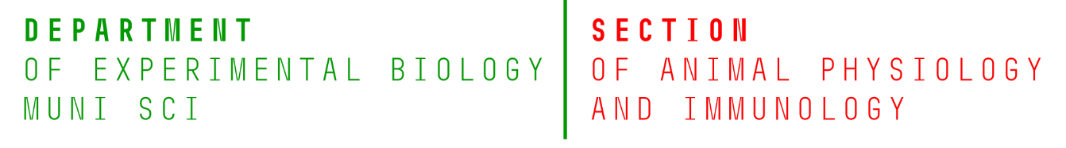 DEPARTMENT
OF EXPERIMENTAL BIOLOGY
MUNI SCI
SECTION
OF ANIMAL PHYSIOLOGY
AND IMMUNOLOGY